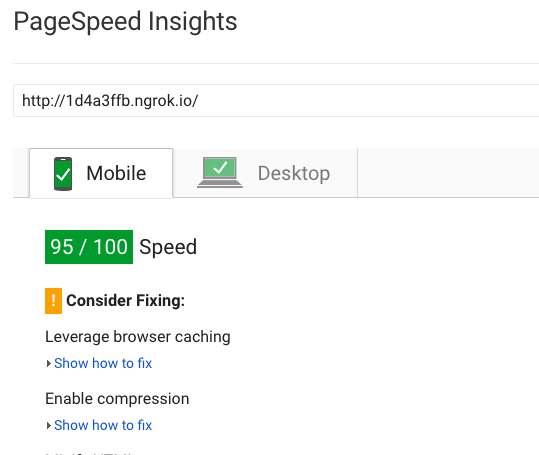 PageSpeed Insights
http://1d4a3ffb.ngrok.io/
Mobile
Desktop
95 / 100 Speed
! Consider Fixing:
Leverage browser caching
Show how to fix
Enable compression
Show how to fix